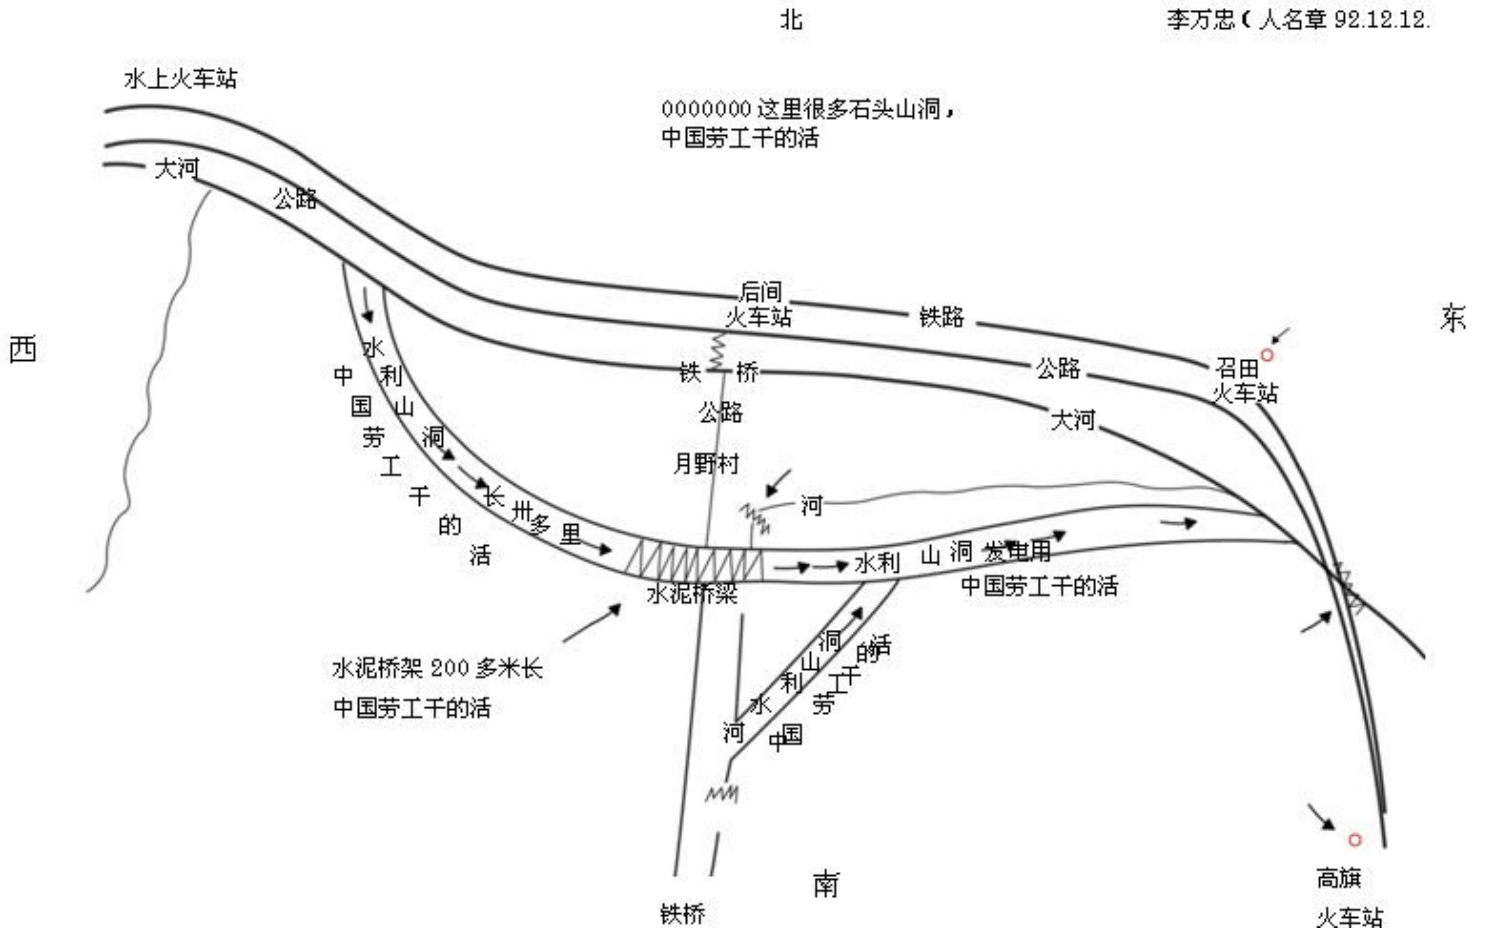 北
李万忠（人名章 92.12.12.
水上火车站
0000000 这里很多石头山洞，
中国劳工干的活
大河
公路
后间
火车站
铁路
东
西
召田
火车站
公路
铁 桥
大河
公路
月野村
河
水利山洞长卅多里
中国劳工干的活
水利 山 洞 发电用
中国劳工干的活
水泥桥梁
水泥桥架 200 多米长
中国劳工干的活
水利山洞
中国劳工干的活
河
南
铁桥
高旗
火车站